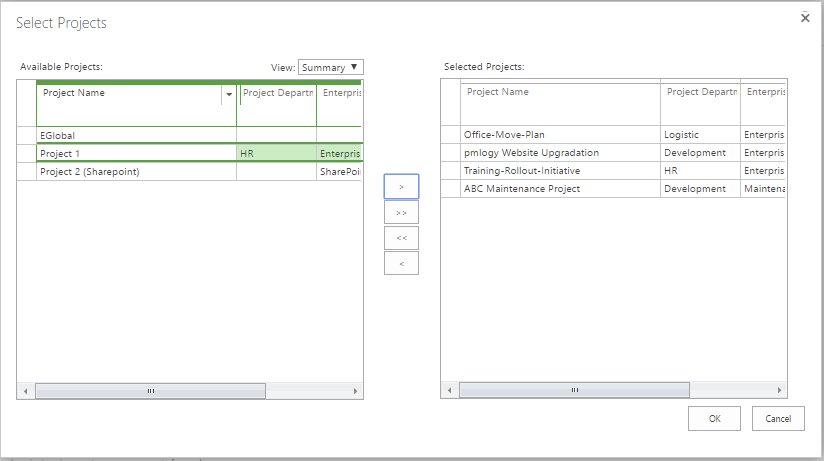 Select Projects
Available Projects:
View: Summary
Selected Projects:
Project Name Project Departn Enterpris
EGlobal
Project 1 HR Enterpris
Project 2 (Sharepoint) SharePoi
>
>>
<<
<
Project Name Project Departn Enterpris
Office-Move-Plan Logistic Enterpris
pmlogy Website Upgradation Development Enterpris
Training-Rollout-Initiative HR Enterpris
ABC Maintenance Project Development Maintena
OK Cancel